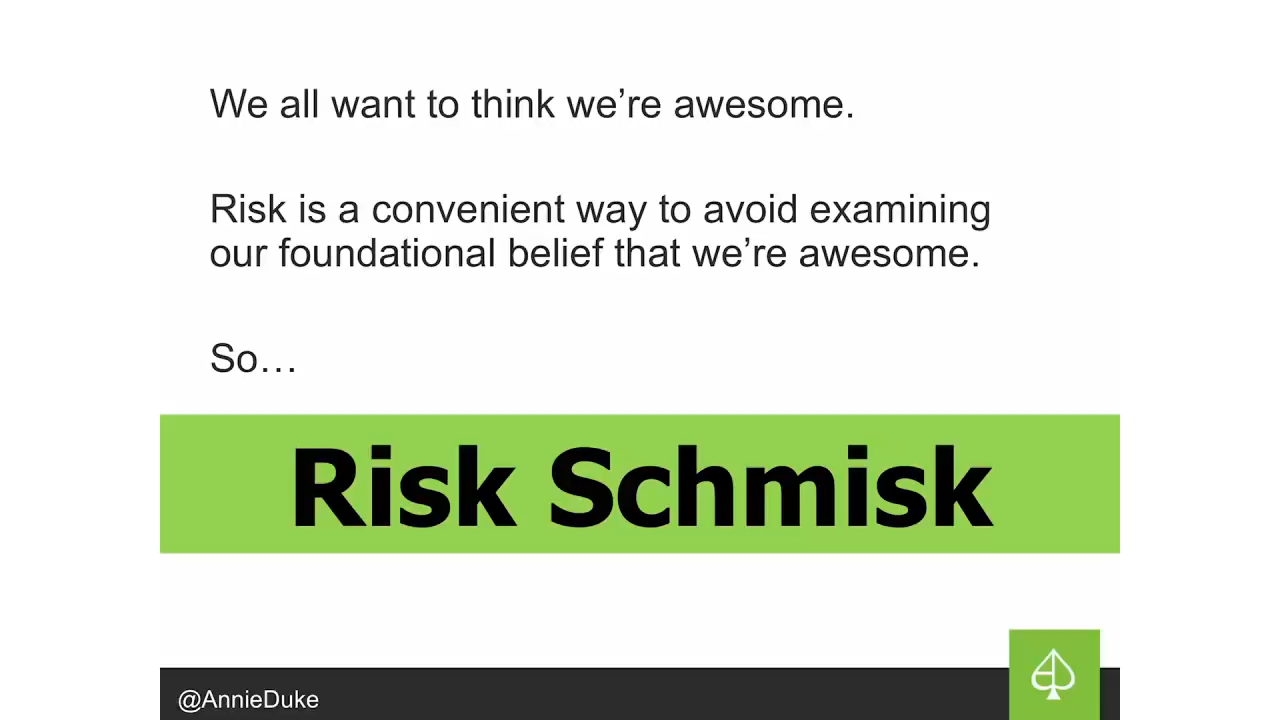 We all want to think we’re awesome.
Risk is a convenient way to avoid examining
our foundational belief that we’re awesome.
So…
Risk Schmisk
@AnnieDuke